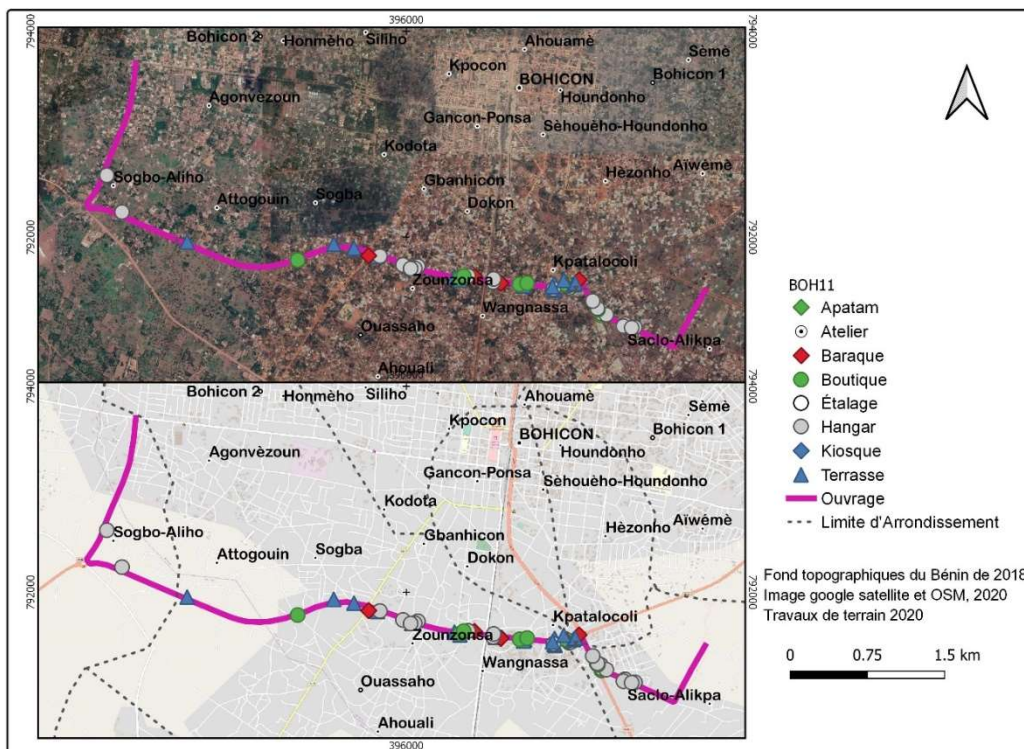 396000
794000
794000
Bohicon 2
Honmèho
Siliho
Ahouamè
Sèmè
Kpocon
BOHICON
Bohicon 1
Agonvèzoun
Houndonho
Gancon-Ponsa
Sèhouèho-Houndonho
Kodota
Hèzonho
Aïwémè
Sogbo-Aliho
Gbanhicon
Attogouin
Sogba
Dokon
792000
792000
Kpatalocoli
Zounzonsa
Wangnassa
Ouassaho
Saclo-Alikpa
Ahouali
794000
794000
Bohicon 2
Honmèho
Siliho
Ahouamè
Sèmè
Kpocon
BOHICON
Bohicon 1
Agonvèzoun
Houndonho
Gancon-Ponsa
Sèhouèho-Houndonho
Kodota
Hèzonho
Aïwémè
Sogbo-Aliho
Gbanhicon
Attogouin
Sogba
Dokon
792000
792000
Kpatalocoli
Zounzonsa
Wangnassa
Ouassaho
Saclo-Alikpa
Ahouali
396000
BOH11
Apatam
Atelier
Baraque
Boutique
Étalage
Hangar
Kiosque
Terrasse
Ouvrage
Limite d'Arrondissement
Fond topographiques du Bénin de 2018
Image google satellite et OSM, 2020
Travaux de terrain 2020
0 0.75 1.5 km